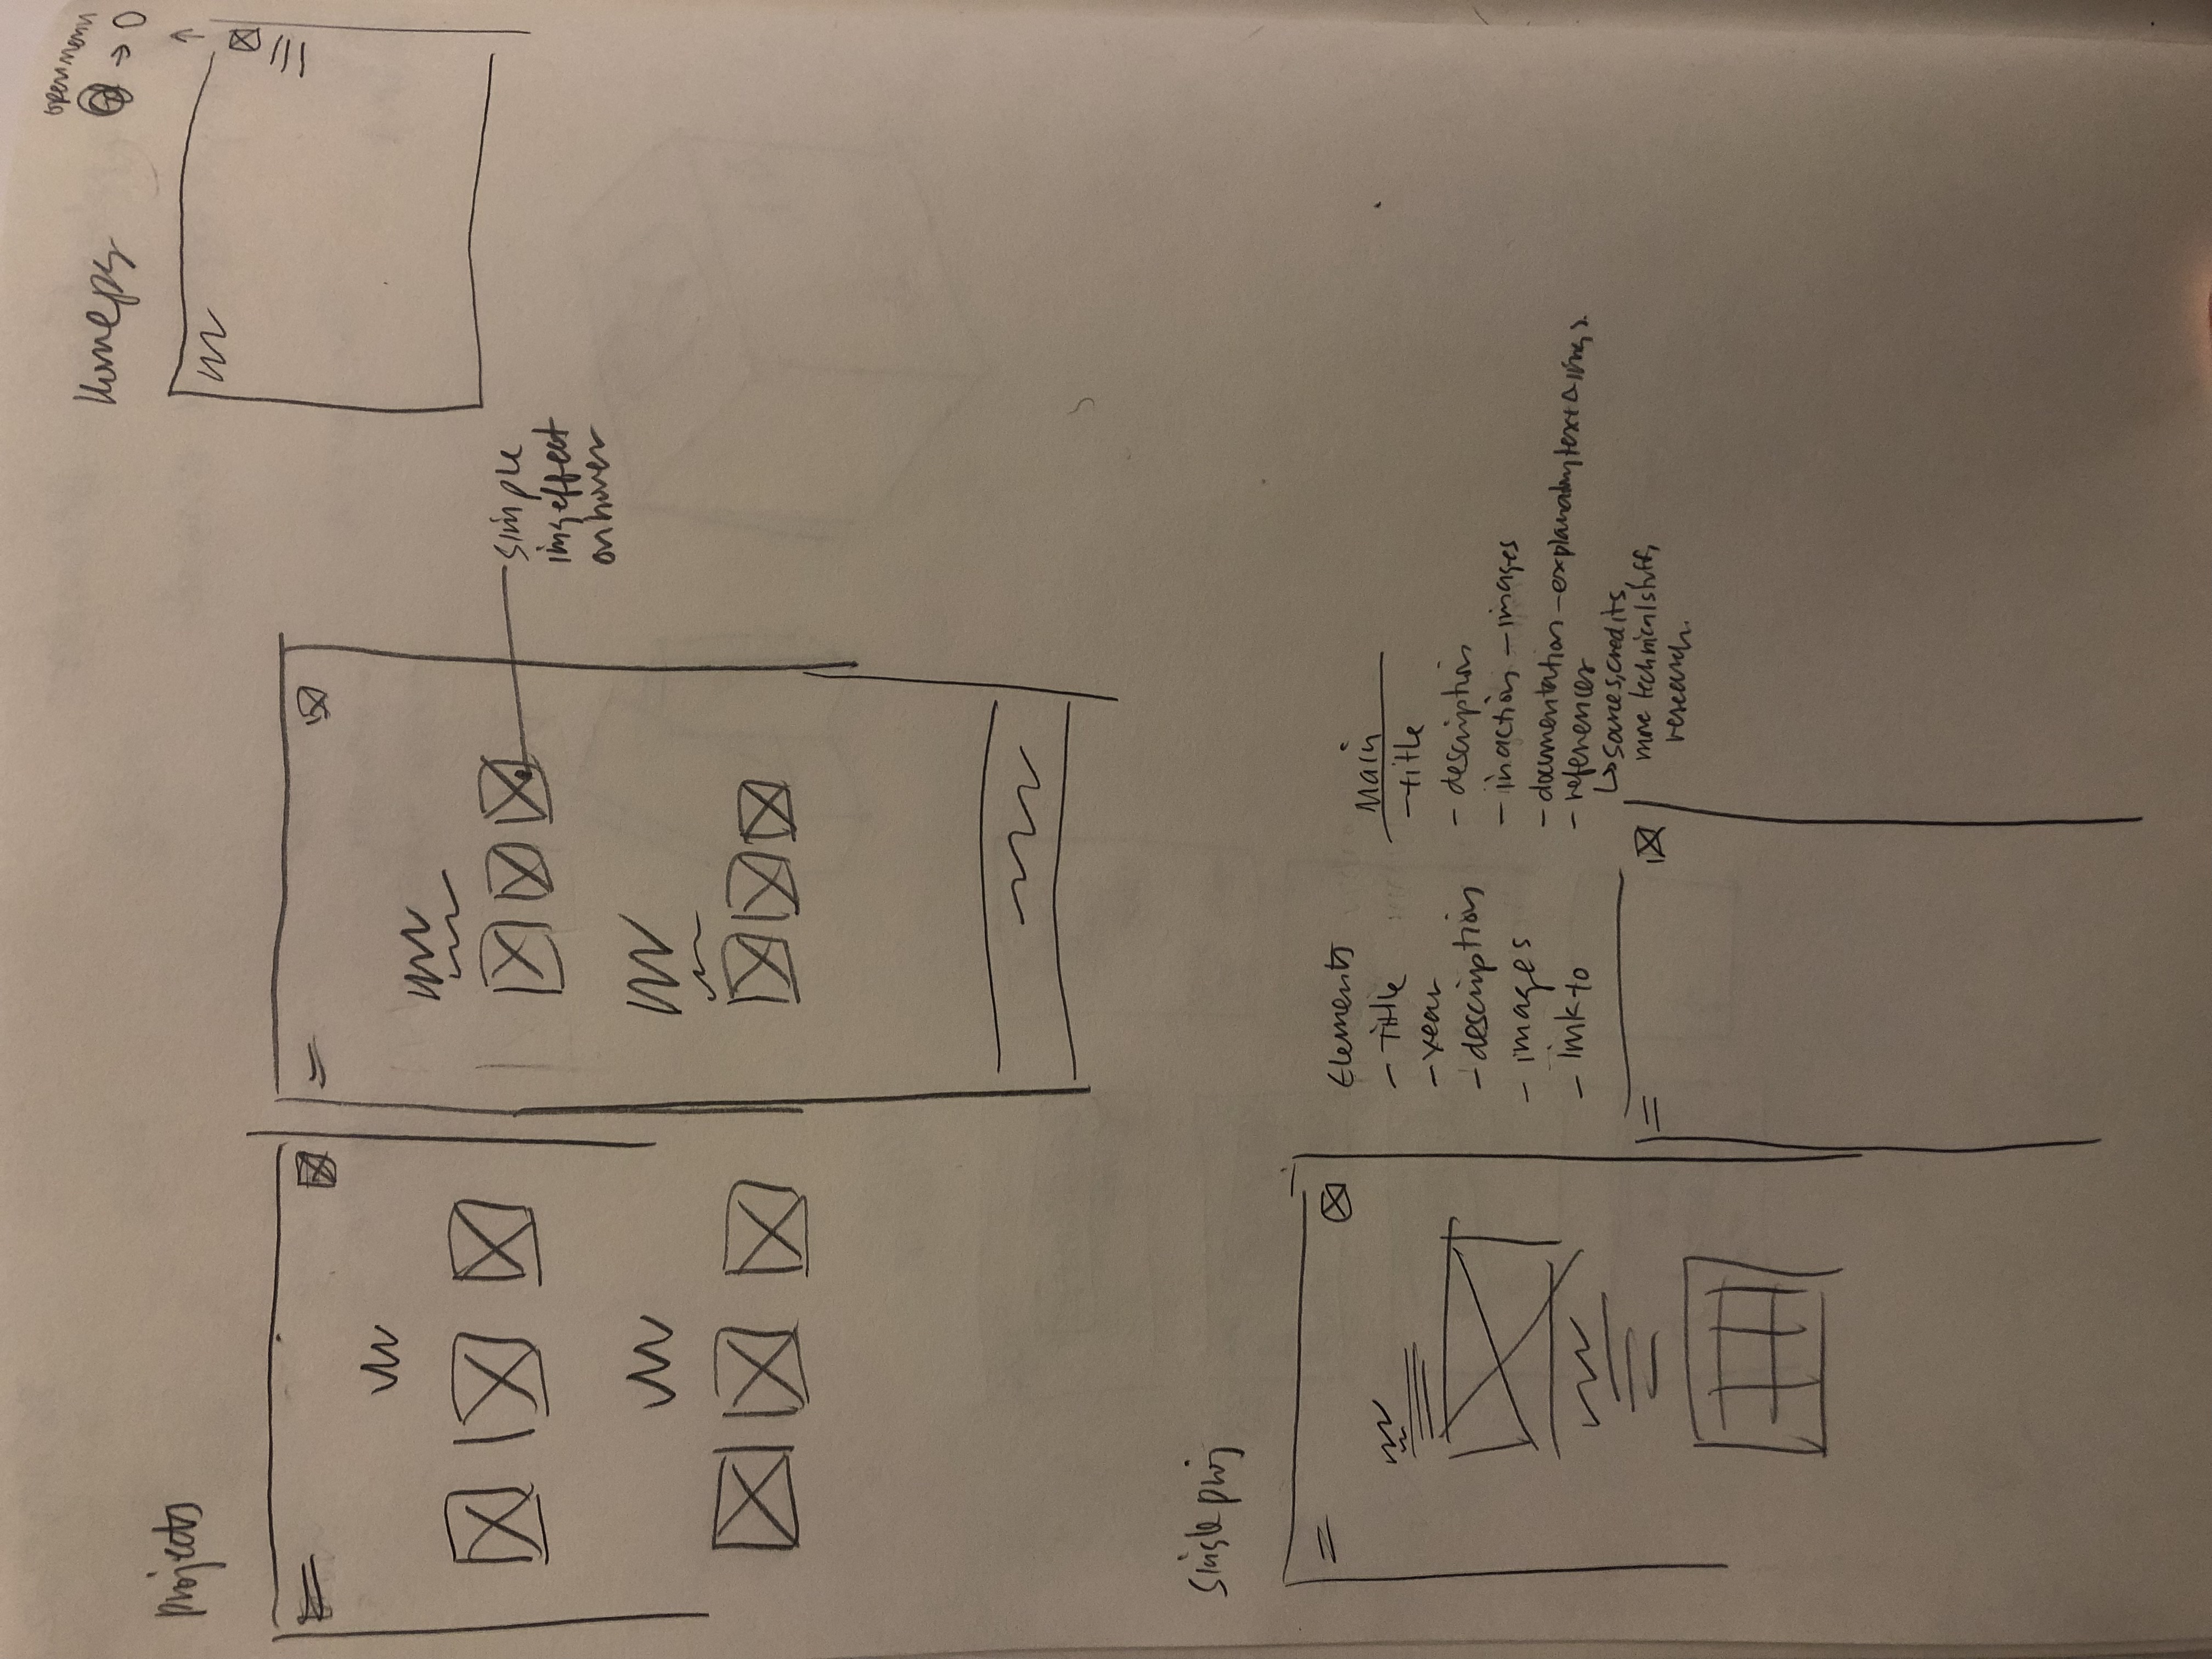 Homepg
open menu
Projects
simple
img effect
on hover
Single proj
Elements
- Title
- Year
- description
- images
- link to
Main
- title
- description
- in action - images
- documentation - explanatory text
- references
↳ sources, credits,
more technical stuff,
research.